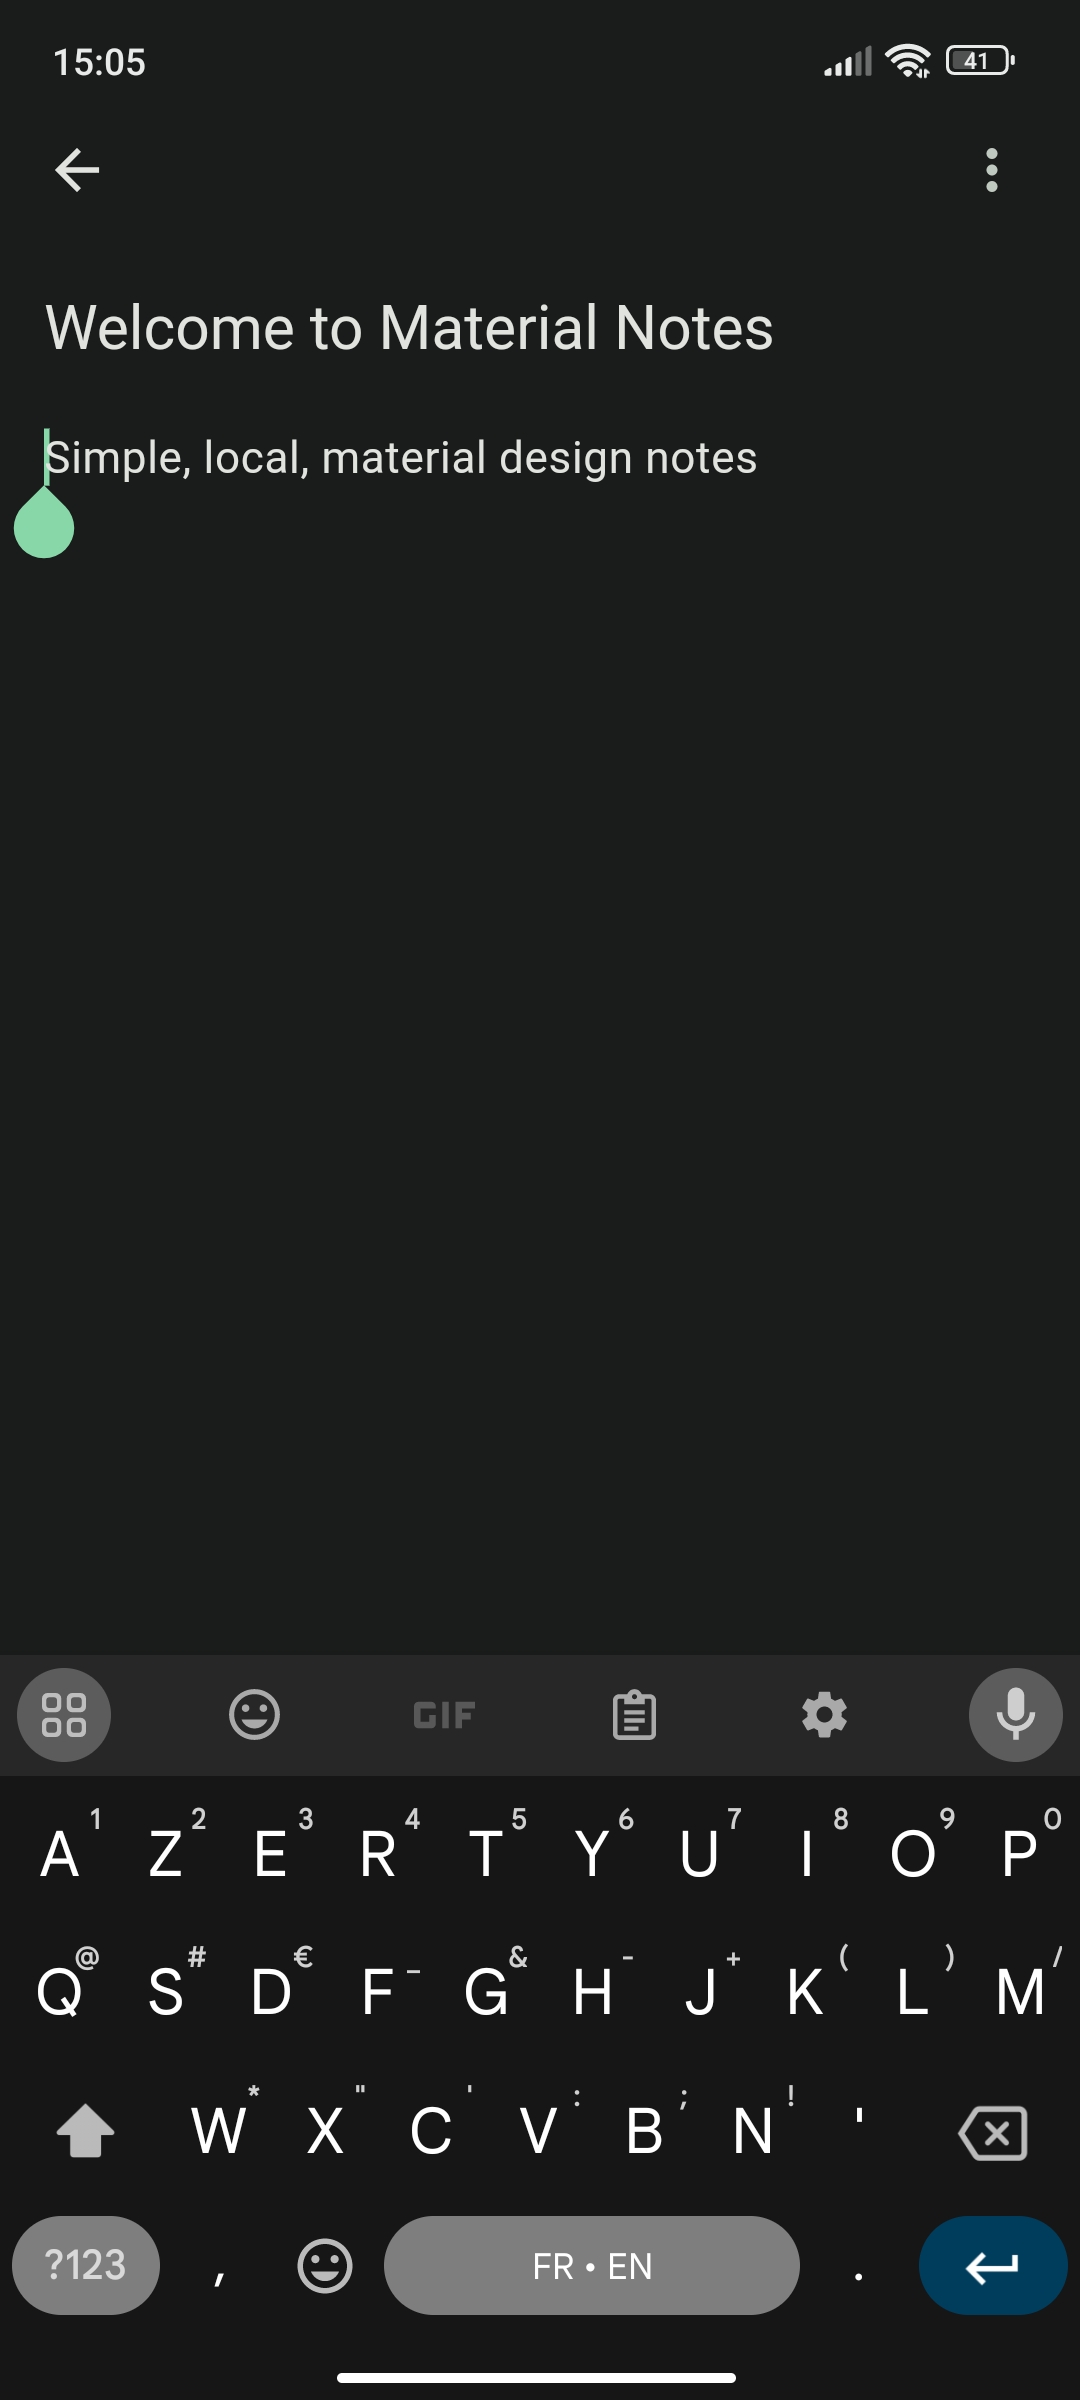 15:05
41
Welcome to Material Notes
Simple, local, material design notes
GIF
A 1 Z 2 E 3 R 4 T 5 Y 6 U 7 I 8 O 9 P 0
Q @ S # D € F _ G & H - J + K ( L ) M /
W * X " C ' V : B ; N ! '
?123 , FR • EN .